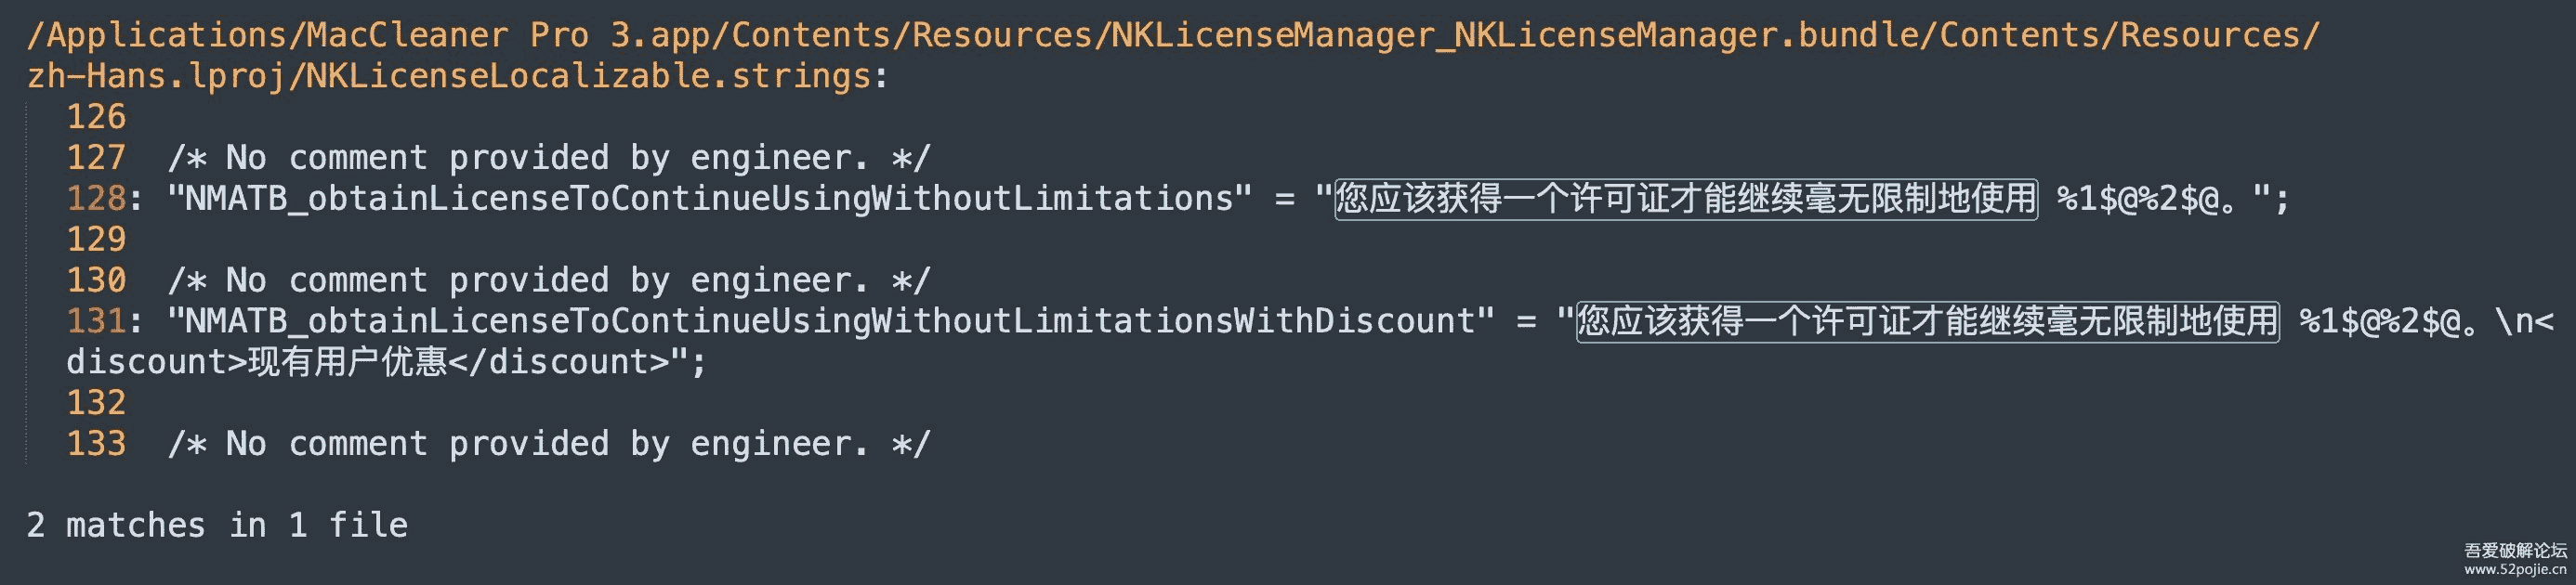 /Applications/MacCleaner Pro 3.app/Contents/Resources/NKLicenseManager_NKLicenseManager.bundle/Contents/Resources/
zh-Hans.lproj/NKLicenseLocalizable.strings:
126
127 /* No comment provided by engineer. */
128: "NMATB_obtainLicenseToContinueUsingWithoutLimitations" = "您应该获得一个许可证才能继续毫无限制地使用 %1$@%2$@。";
129
130 /* No comment provided by engineer. */
131: "NMATB_obtainLicenseToContinueUsingWithoutLimitationsWithDiscount" = "您应该获得一个许可证才能继续毫无限制地使用 %1$@%2$@。\n<
discount>现有用户优惠</discount>";
132
133 /* No comment provided by engineer. */
2 matches in 1 file
吾爱破解论坛
www.52pojie.cn